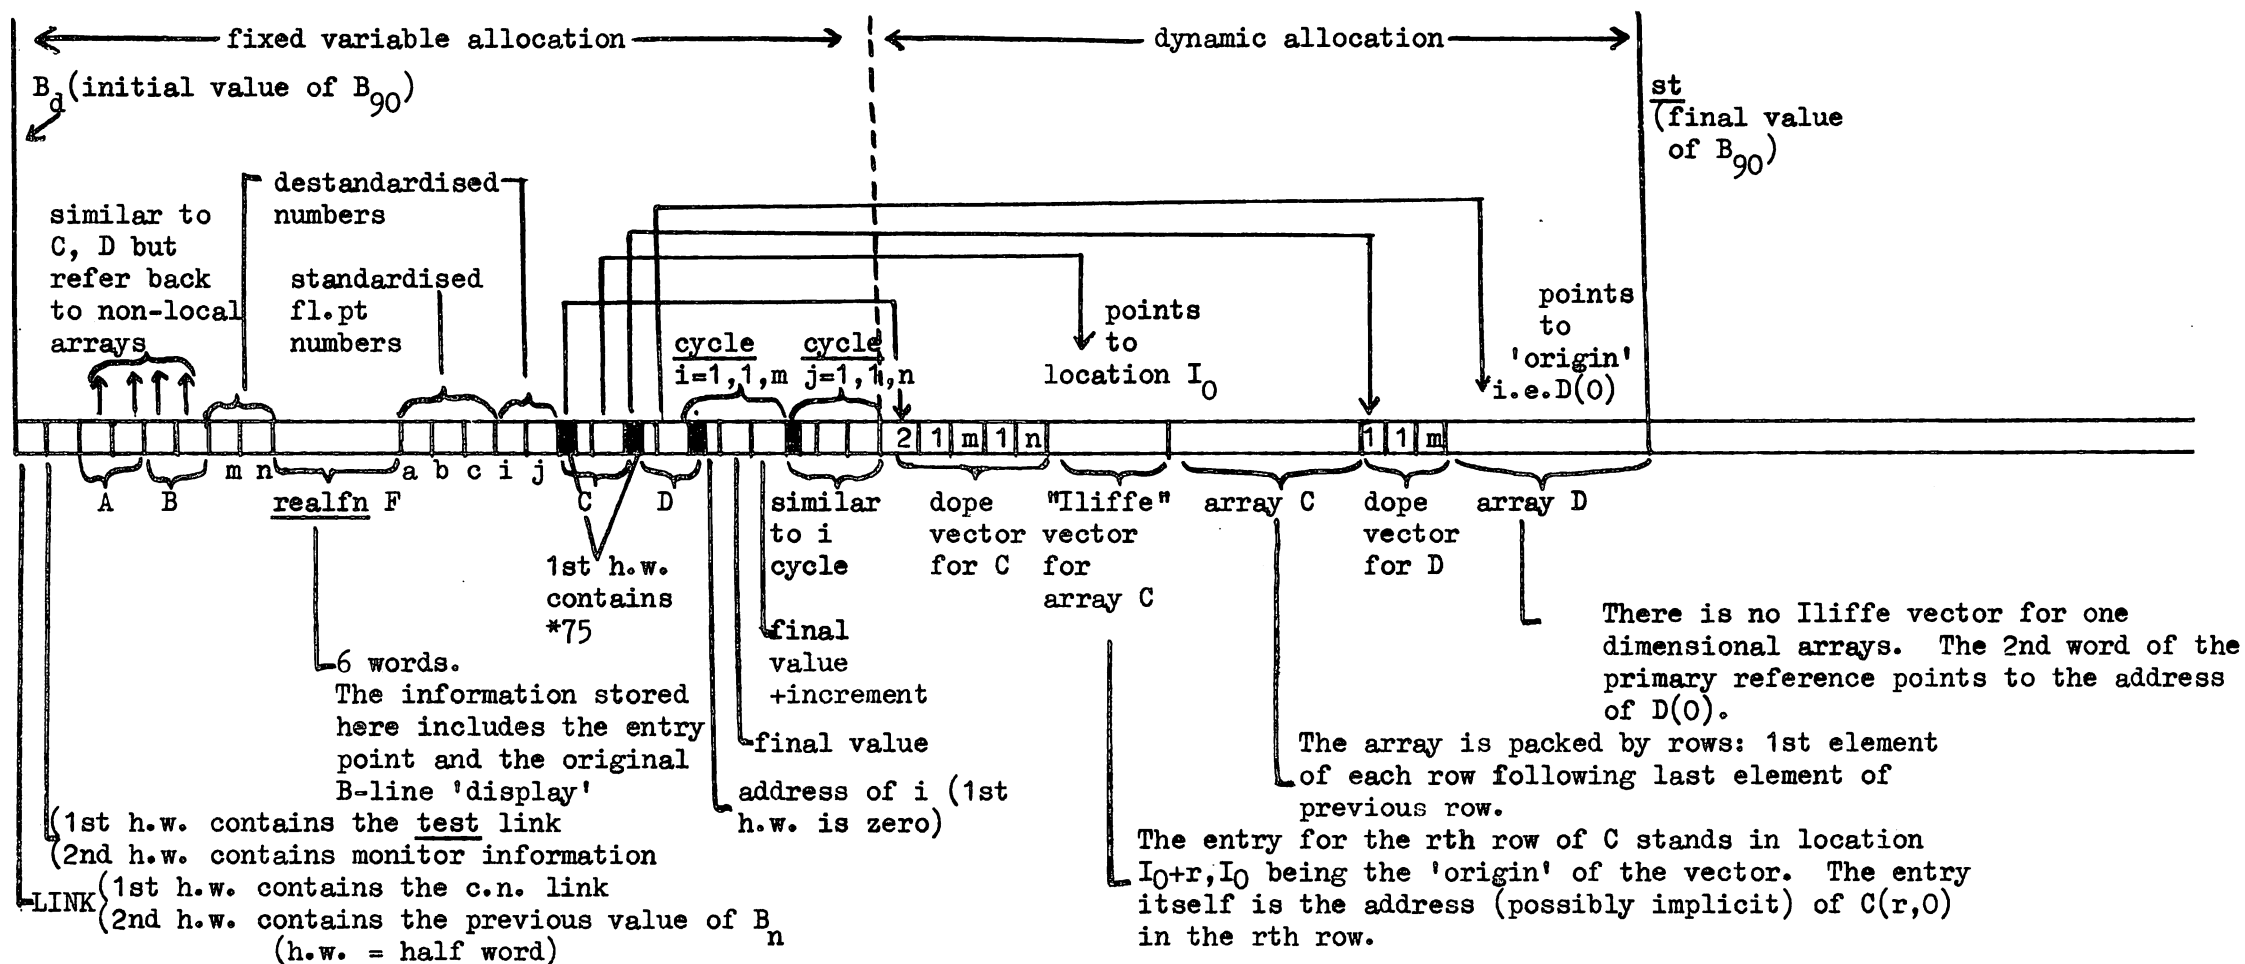 fixed variable allocation
dynamic allocation
Bd (initial value of B90)
st
(final value
of B90)
destandardised
numbers
similar to
C, D but
refer back
to non-local
arrays
standardised
fl.pt
numbers
cycle
i=1,1,m
cycle
j=1,1,n
points
to
location I0
points
to
'origin'
i.e.D(0)
2 1 m 1 n
1 1 m
A B m n realfn F a b c i j C D
1st h.w.
contains
*75
similar
to i
cycle
dope
vector
for C
"Iliffe"
vector
for
array C
array C
dope
vector
for D
array D
6 words.
The information stored
here includes the entry
point and the original
B-line 'display'
final
value
+increment
final value
address of i (1st
h.w. is zero)
There is no Iliffe vector for one
dimensional arrays. The 2nd word of the
primary reference points to the address
of D(0).
The array is packed by rows: 1st element
of each row following last element of
previous row.
The entry for the rth row of C stands in location
I0+r,I0 being the 'origin' of the vector. The entry
itself is the address (possibly implicit) of C(r,0)
in the rth row.
(1st h.w. contains the test link
(2nd h.w. contains monitor information
LINK(1st h.w. contains the c.n. link
(2nd h.w. contains the previous value of Bn
(h.w. = half word)